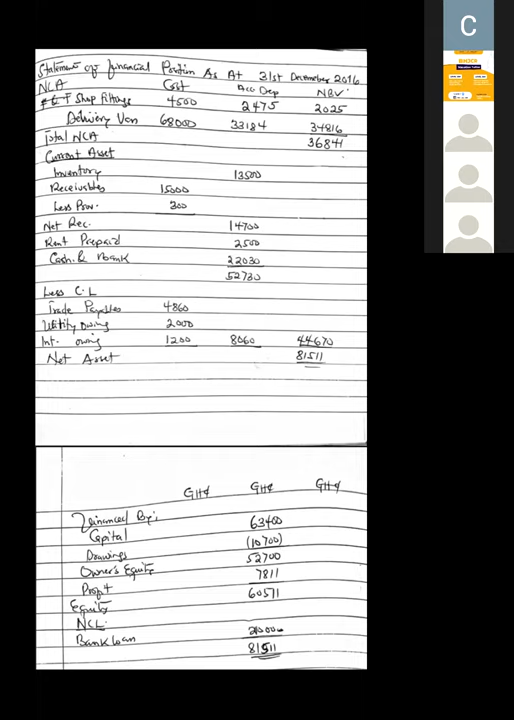 C
Statement of financial Position As At 31st December 2016
NCA Cost Acc Dep NBV
Shop fittings 4500 2475 2025
Delivery Van 68000 33184 34816
Total NCA 36841
Current Asset
Inventory 13500
Receivables 15000
Less Prov. 300
Net Rec. 14700
Rent Prepaid 2500
Cash & Bank 22030
52730
Less C.L
Trade Payables 4860
Utility owing 2000
Int. owing 1200 8060 44670
Net Asset 81511
GH¢ GH¢ GH¢
Financed By:
Capital 63400
Drawings (10700)
Owner's Equity 52700
Profit 7811
Equity 60511
NCL
Bank loan
81511